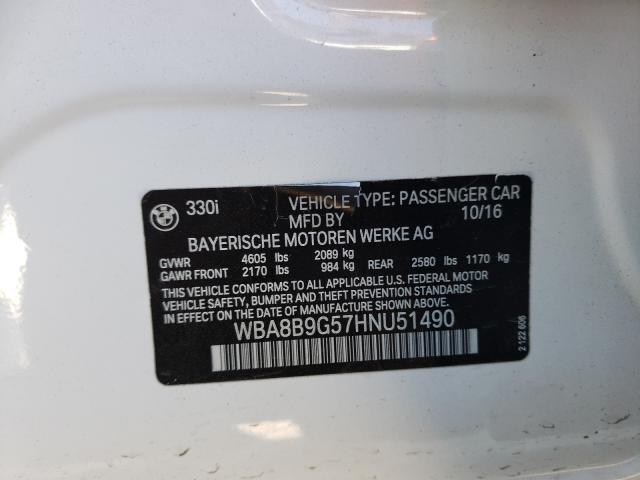 330i VEHICLE TYPE: PASSENGER CAR
MFD BY 10/16
BAYERISCHE MOTOREN WERKE AG
GVWR 4605 lbs 2089 kg
GAWR FRONT 2170 lbs 984 kg REAR 2580 lbs 1170 kg
THIS VEHICLE CONFORMS TO ALL APPLICABLE U.S. FEDERAL MOTOR
VEHICLE SAFETY, BUMPER AND THEFT PREVENTION STANDARDS IN
EFFECT ON THE DATE OF MANUFACTURE SHOWN ABOVE.
WBA8B9G57HNU51490
2 122 606